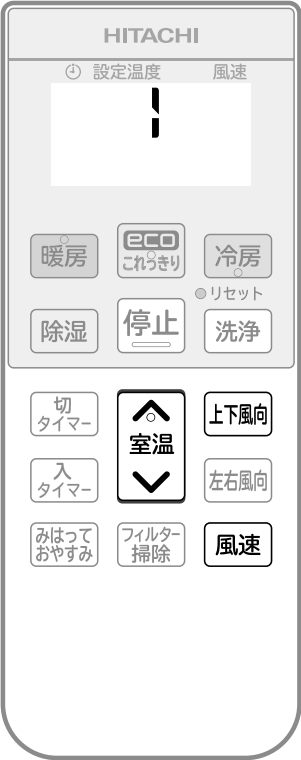 HITACHI
設定温度 風速
1
暖房
eco
これっきり
冷房
リセット
除湿
停止
洗浄
切
タイマー
室温
上下風向
入
タイマー
左右風向
みはって
おやすみ
フィルター
掃除
風速